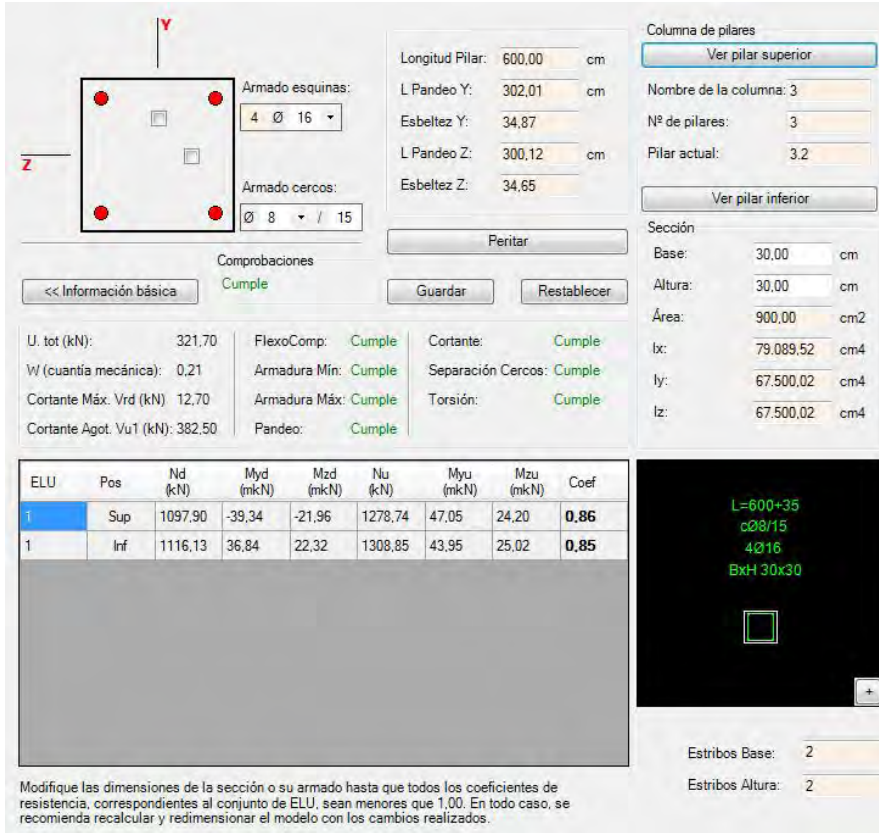 Y
Z
Armado esquinas:
4 Ø 16
Armado cercos:
Ø 8 / 15
Comprobaciones
Cumple
<< Información básica
Longitud Pilar: 600,00 cm
L Pandeo Y: 302,01 cm
Esbeltez Y: 34,87
L Pandeo Z: 300,12 cm
Esbeltez Z: 34,65
Peritar
Guardar Restablecer
Columna de pilares
Ver pilar superior
Nombre de la columna: 3
Nº de pilares: 3
Pilar actual: 3.2
Ver pilar inferior
Sección
Base: 30,00 cm
Altura: 30,00 cm
Área: 900,00 cm2
Ix: 79.089,52 cm4
Iy: 67.500,02 cm4
Iz: 67.500,02 cm4
U. tot (kN): 321,70 FlexoComp: Cumple Cortante: Cumple
W (cuantía mecánica): 0,21 Armadura Mín: Cumple Separación Cercos: Cumple
Cortante Máx. Vrd (kN) 12,70 Armadura Máx: Cumple Torsión: Cumple
Cortante Agot. Vu1 (kN): 382,50 Pandeo: Cumple
ELU Pos Nd (kN) Myd (mkN) Mzd (mkN) Nu (kN) Myu (mkN) Mzu (mkN) Coef
1 Sup 1097,90 -39,34 -21,96 1278,74 47,05 24,20 0,86
1 Inf 1116,13 36,84 22,32 1308,85 43,95 25,02 0,85
L=600+35
cØ8/15
4Ø16
BxH 30x30
+
Estribos Base: 2
Estribos Altura: 2
Modifique las dimensiones de la sección o su armado hasta que todos los coeficientes de
resistencia, correspondientes al conjunto de ELU, sean menores que 1,00. En todo caso, se
recomienda recalcular y redimensionar el modelo con los cambios realizados.